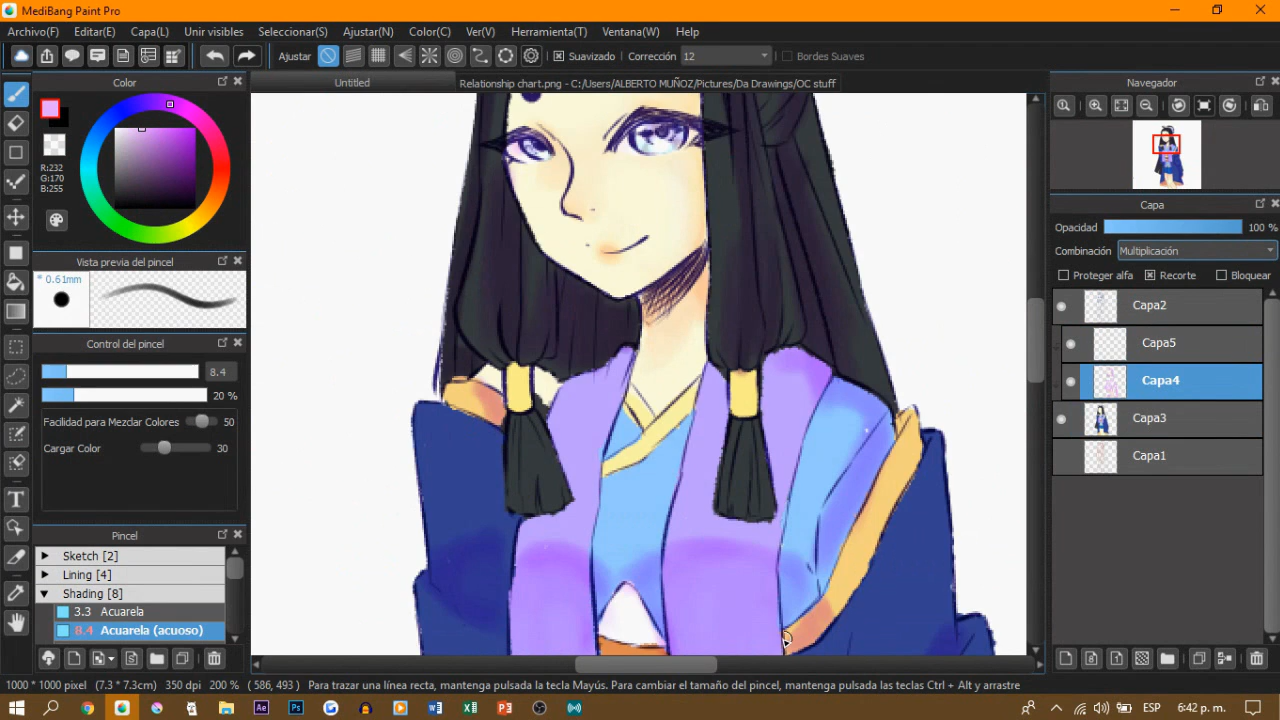 MediBang Paint Pro
Archivo(F) Editar(E) Capa(L) Unir visibles Seleccionar(S) Ajustar(N) Color(C) Ver(V) Herramienta(T) Ventana(W) Help
Ajustar Suavizado Corrección 12 Bordes Suaves
Color Untitled Relationship chart.png - C:/Users/ALBERTO MUÑOZ/Pictures/Da Drawings/OC stuff Navegador
R:232
G:170
B:255
Capa
Opacidad 100 %
Combinación Multiplicación
Vista previa del pincel
* 0.61mm
Proteger alfa Recorte Bloquear
Capa2
Control del pincel
Capa5
8.4
Capa4
20 %
Facilidad para Mezclar Colores 50
Capa3
Cargar Color 30
Capa1
Pincel
Sketch [2]
Lining [4]
Shading [8]
3.3 Acuarela
8.4 Acuarela (acuoso)
1000 * 1000 pixel (7.3 * 7.3cm) 350 dpi 200 % ( 586, 493 ) Para trazar una línea recta, mantenga pulsada la tecla Mayús. Para cambiar el tamaño del pincel, mantenga pulsadas las teclas Ctrl + Alt y arrastre
ESP 6:42 p. m.